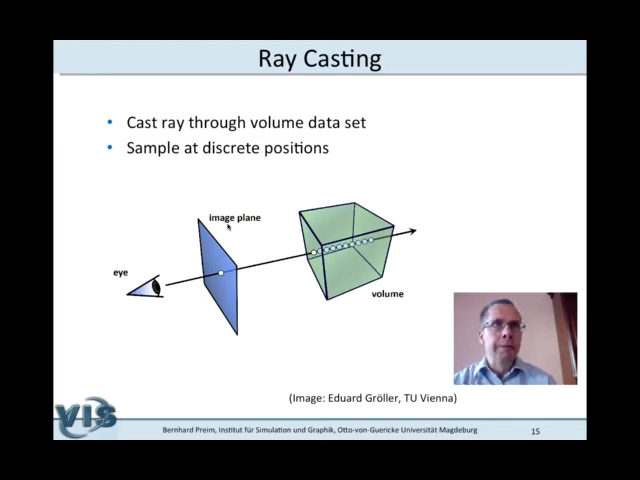 Ray Casting
• Cast ray through volume data set
• Sample at discrete positions
image plane
eye
volume
(Image: Eduard Gröller, TU Vienna)
VIS
Bernhard Preim, Institut für Simulation und Graphik, Otto-von-Guericke Universität Magdeburg
15